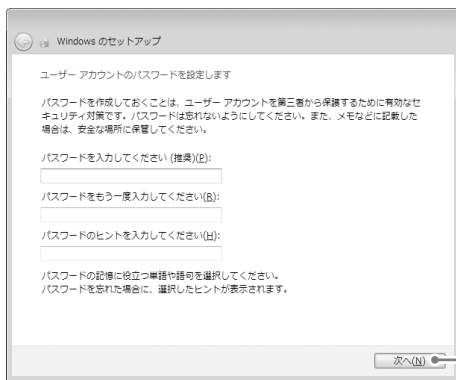 Windows のセットアップ
ユーザー アカウントのパスワードを設定します
パスワードを作成しておくことは、ユーザー アカウントを第三者から保護するために有効なセ
キュリティ対策です。パスワードは忘れないようにしてください。また、メモなどに記載した
場合は、安全な場所に保管してください。
パスワードを入力してください (推奨)(P):
パスワードをもう一度入力してください(R):
パスワードのヒントを入力してください(H):
パスワードの記憶に役立つ単語や語句を選択してください。
パスワードを忘れた場合に、選択したヒントが表示されます。
次へ(N)